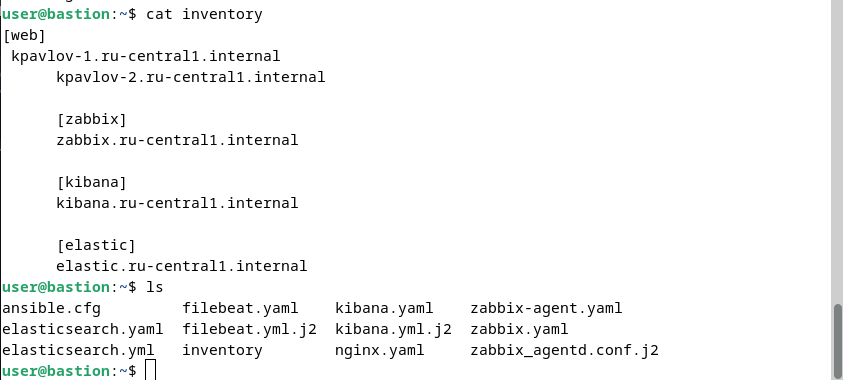 user@bastion:~$ cat inventory
[web]
 kpavlov-1.ru-central1.internal
      kpavlov-2.ru-central1.internal

      [zabbix]
      zabbix.ru-central1.internal

      [kibana]
      kibana.ru-central1.internal

      [elastic]
      elastic.ru-central1.internal
user@bastion:~$ ls
ansible.cfg         filebeat.yaml    kibana.yaml    zabbix-agent.yaml
elasticsearch.yaml  filebeat.yml.j2  kibana.yml.j2  zabbix.yaml
elasticsearch.yml   inventory        nginx.yaml     zabbix_agentd.conf.j2
user@bastion:~$